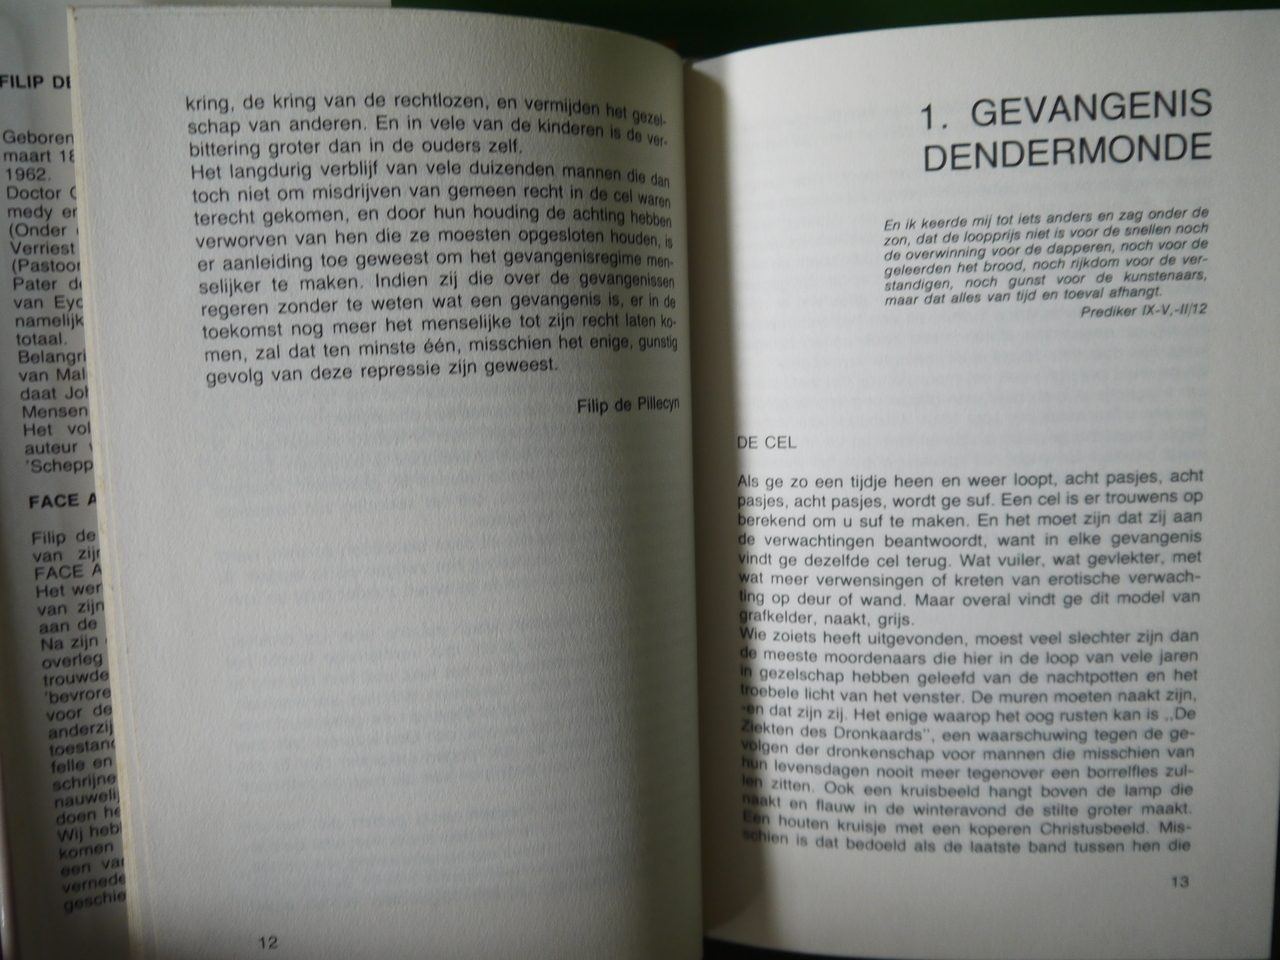 FILIP DE
Geboren
maart 18
1962.
Doctor
medy en
(Onder
Verriest
(Pastoor
Pater de
van Eyc
namelijk
totaal.
Belangri
van Mal
daat Joh
Mensen
Het vol
auteur
'Schepp
FACE A
Filip de
van zijn
FACE A
Het wer
van zijn
aan de
Na zijn
overleg
trouwde
'bevrore
voor de
anderzij
toestand
felle en
schrijne
nauwelij
doen he
Wij heb
komen
een van
vernede
geschie
kring, de kring van de rechtlozen, en vermijden het gezel-
schap van anderen. En in vele van de kinderen is de ver-
bittering groter dan in de ouders zelf.
Het langdurig verblijf van vele duizenden mannen die dan
toch niet om misdrijven van gemeen recht in de cel waren
terecht gekomen, en door hun houding de achting hebben
verworven van hen die ze moesten opgesloten houden, is
er aanleiding toe geweest om het gevangenisregime men-
selijker te maken. Indien zij die over de gevangenissen
regeren zonder te weten wat een gevangenis is, er in de
toekomst nog meer het menselijke tot zijn recht laten ko-
men, zal dat ten minste één, misschien het enige, gunstig
gevolg van deze repressie zijn geweest.
Filip de Pillecyn
12
1. GEVANGENIS
DENDERMONDE
En ik keerde mij tot iets anders en zag onder de
zon, dat de loopprijs niet is voor de snellen noch
de overwinning voor de dapperen, noch voor de
geleerden het brood, noch rijkdom voor de ver-
standigen, noch gunst voor de kunstenaars,
maar dat alles van tijd en toeval afhangt.
Prediker IX-V,-II/12
DE CEL
Als ge zo een tijdje heen en weer loopt, acht pasjes, acht
pasjes, acht pasjes, wordt ge suf. Een cel is er trouwens op
berekend om u suf te maken. En het moet zijn dat zij aan
de verwachtingen beantwoordt, want in elke gevangenis
vindt ge dezelfde cel terug. Wat vuiler, wat gevlekter, met
wat meer verwensingen of kreten van erotische verwach-
ting op deur of wand. Maar overal vindt ge dit model van
grafkelder, naakt, grijs.
Wie zoiets heeft uitgevonden, moest veel slechter zijn dan
de meeste moordenaars die hier in de loop van vele jaren
in gezelschap hebben geleefd van de nachtpotten en het
troebele licht van het venster. De muren moeten naakt zijn,
-en dat zijn zij. Het enige waarop het oog rusten kan is ,,De
Ziekten des Dronkaards", een waarschuwing tegen de ge-
volgen der dronkenschap voor mannen die misschien van
hun levensdagen nooit meer tegenover een borrelfles zul-
len zitten. Ook een kruisbeeld hangt boven de lamp die
naakt en flauw in de winteravond de stilte groter maakt.
Een houten kruisje met een koperen Christusbeeld. Mis-
schien is dat bedoeld als de laatste band tussen hen die
13